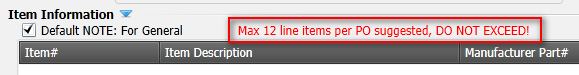 Item Information
Default NOTE: For General Max 12 line items per PO suggested, DO NOT EXCEED!
Item# Item Description Manufacturer Part#